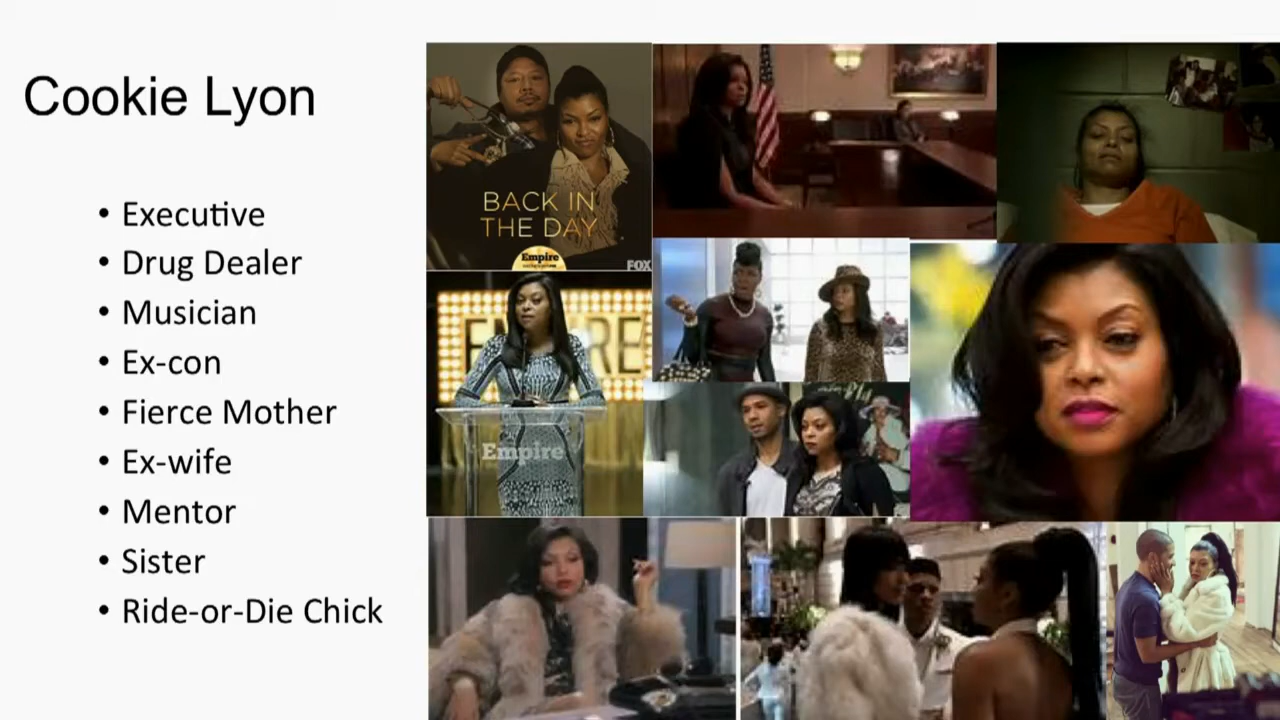 Cookie Lyon
• Executive
• Drug Dealer
• Musician
• Ex-con
• Fierce Mother
• Ex-wife
• Mentor
• Sister
• Ride-or-Die Chick
BACK IN
THE DAY
Empire
FOX
EMPIRE
Empire